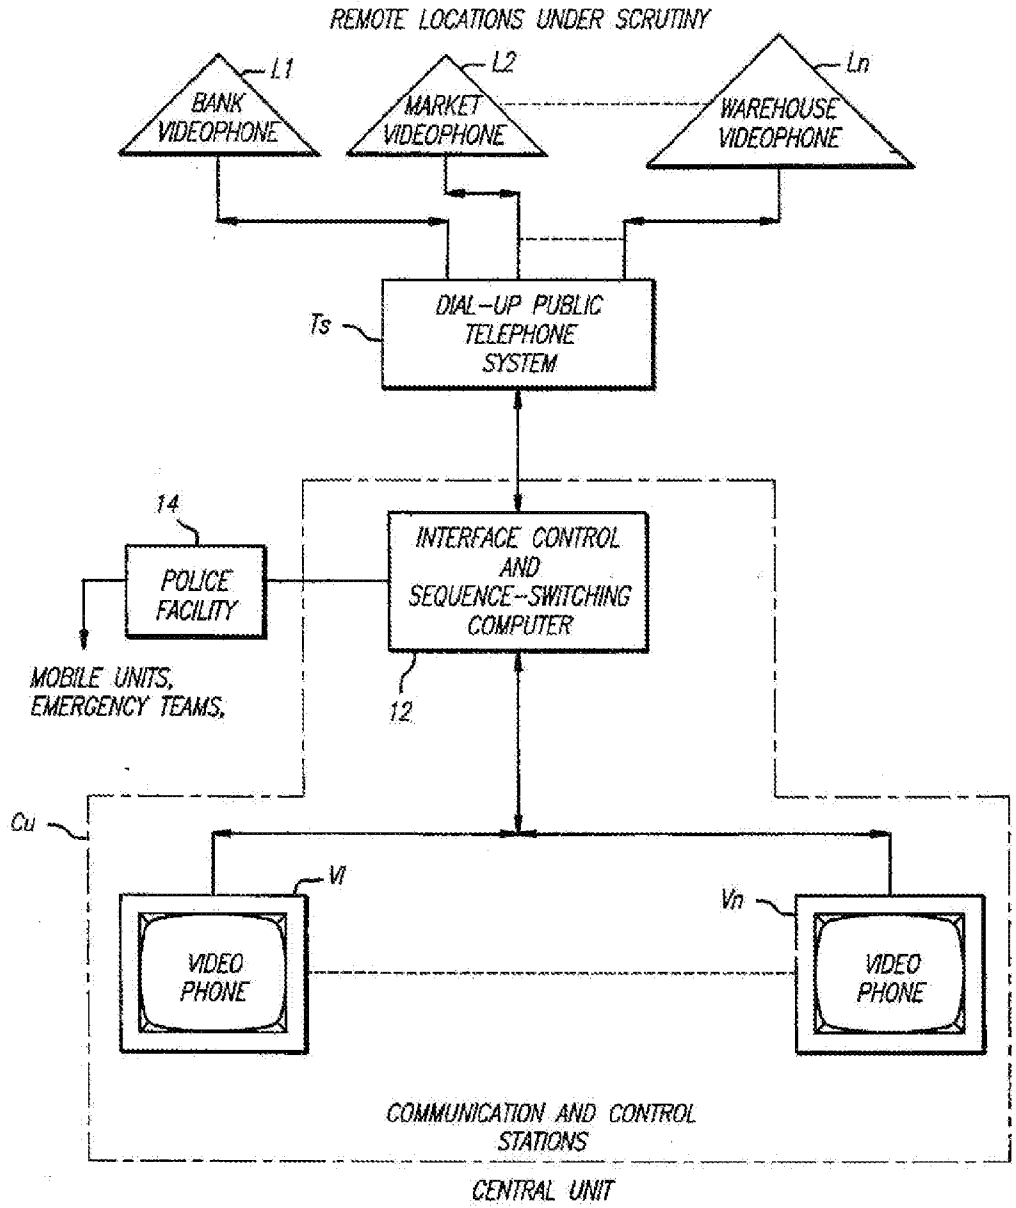 REMOTE LOCATIONS UNDER SCRUTINY
L1
L2
Ln
BANK
VIDEOPHONE
MARKET
VIDEOPHONE
WAREHOUSE
VIDEOPHONE
Ts
DIAL-UP PUBLIC
TELEPHONE
SYSTEM
14
POLICE
FACILITY
INTERFACE CONTROL
AND
SEQUENCE-SWITCHING
COMPUTER
MOBILE UNITS,
EMERGENCY TEAMS,
12
Cu
V1
Vn
VIDEO
PHONE
VIDEO
PHONE
COMMUNICATION AND CONTROL
STATIONS
CENTRAL UNIT